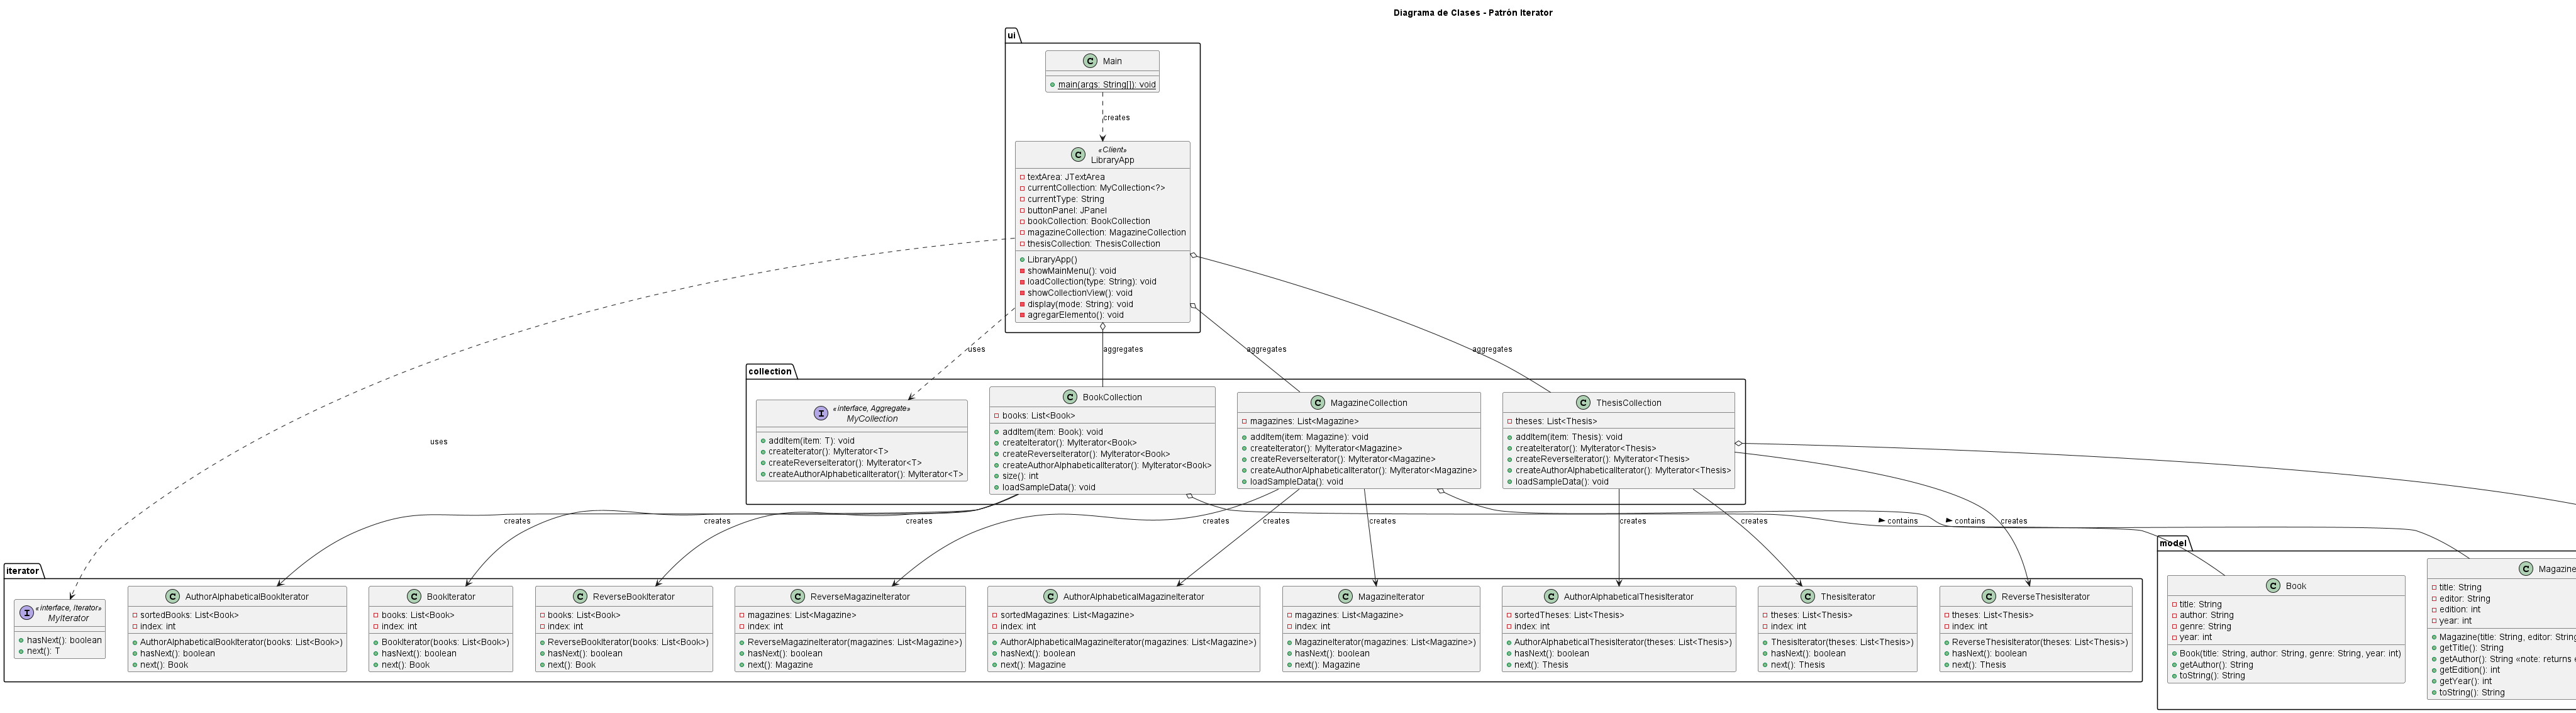 Diagrama de Clases - Patrón Iterator
ui
C Main
main(args: String[]): void
creates
«Client»
C LibraryApp
textArea: JTextArea
currentCollection: MyCollection<?>
currentType: String
buttonPanel: JPanel
bookCollection: BookCollection
magazineCollection: MagazineCollection
thesisCollection: ThesisCollection
LibraryApp()
showMainMenu(): void
loadCollection(type: String): void
showCollectionView(): void
display(mode: String): void
agregarElemento(): void
uses
aggregates
aggregates
aggregates
uses
collection
«interface, Aggregate»
I MyCollection
addItem(item: T): void
createIterator(): MyIterator<T>
createReverseIterator(): MyIterator<T>
createAuthorAlphabeticalIterator(): MyIterator<T>
C BookCollection
books: List<Book>
addItem(item: Book): void
createIterator(): MyIterator<Book>
createReverseIterator(): MyIterator<Book>
createAuthorAlphabeticalIterator(): MyIterator<Book>
size(): int
loadSampleData(): void
C MagazineCollection
magazines: List<Magazine>
addItem(item: Magazine): void
createIterator(): MyIterator<Magazine>
createReverseIterator(): MyIterator<Magazine>
createAuthorAlphabeticalIterator(): MyIterator<Magazine>
loadSampleData(): void
C ThesisCollection
theses: List<Thesis>
addItem(item: Thesis): void
createIterator(): MyIterator<Thesis>
createReverseIterator(): MyIterator<Thesis>
createAuthorAlphabeticalIterator(): MyIterator<Thesis>
loadSampleData(): void
creates
creates
creates
creates
creates
creates
creates
creates
contains
contains
creates
iterator
«interface, Iterator»
I MyIterator
hasNext(): boolean
next(): T
C AuthorAlphabeticalBookIterator
sortedBooks: List<Book>
index: int
AuthorAlphabeticalBookIterator(books: List<Book>)
hasNext(): boolean
next(): Book
C BookIterator
books: List<Book>
index: int
BookIterator(books: List<Book>)
hasNext(): boolean
next(): Book
C ReverseBookIterator
books: List<Book>
index: int
ReverseBookIterator(books: List<Book>)
hasNext(): boolean
next(): Book
C ReverseMagazineIterator
magazines: List<Magazine>
index: int
ReverseMagazineIterator(magazines: List<Magazine>)
hasNext(): boolean
next(): Magazine
C AuthorAlphabeticalMagazineIterator
sortedMagazines: List<Magazine>
index: int
AuthorAlphabeticalMagazineIterator(magazines: List<Magazine>)
hasNext(): boolean
next(): Magazine
C MagazineIterator
magazines: List<Magazine>
index: int
MagazineIterator(magazines: List<Magazine>)
hasNext(): boolean
next(): Magazine
C AuthorAlphabeticalThesisIterator
sortedTheses: List<Thesis>
index: int
AuthorAlphabeticalThesisIterator(theses: List<Thesis>)
hasNext(): boolean
next(): Thesis
C ThesisIterator
theses: List<Thesis>
index: int
ThesisIterator(theses: List<Thesis>)
hasNext(): boolean
next(): Thesis
C ReverseThesisIterator
theses: List<Thesis>
index: int
ReverseThesisIterator(theses: List<Thesis>)
hasNext(): boolean
next(): Thesis
model
C Book
title: String
author: String
genre: String
year: int
Book(title: String, author: String, genre: String, year: int)
getAuthor(): String
toString(): String
C Magazine
title: String
editor: String
edition: int
year: int
Magazine(title: String, editor:
getTitle(): String
getAuthor(): String «note: returns
getEdition(): int
getYear(): int
toString(): String